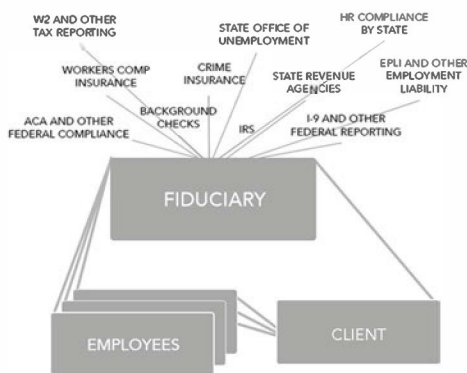 W2 AND OTHER
TAX REPORTING
STATE OFFICE OF
UNEMPLOYMENT
HR COMPLIANCE
BY STATE
WORKERS COMP
INSURANCE
CRIME
INSURANCE
STATE REVENUE
AGENCIES
EPLI AND OTHER
EMPLOYMENT
LIABILITY
ACA AND OTHER
FEDERAL COMPLIANCE
BACKGROUND
CHECKS
IRS
I-9 AND OTHER
FEDERAL REPORTING
FIDUCIARY
EMPLOYEES
CLIENT